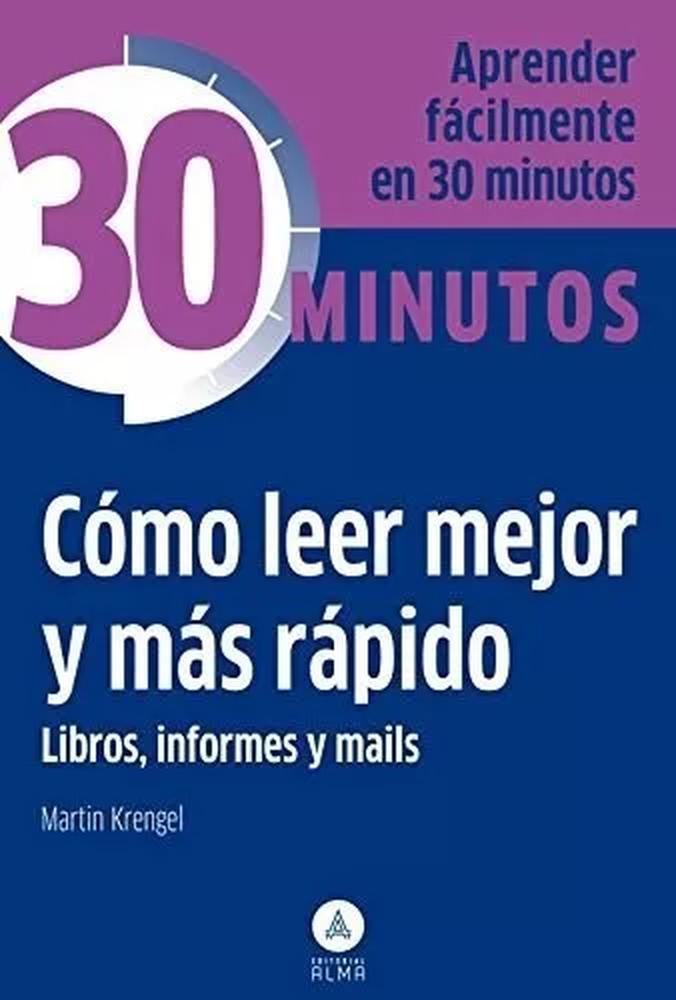 Aprender
fácilmente
en 30 minutos
30
MINUTOS
Cómo leer mejor
y más rápido
Libros, informes y mails
Martin Krengel
EDITORIAL
ALMA